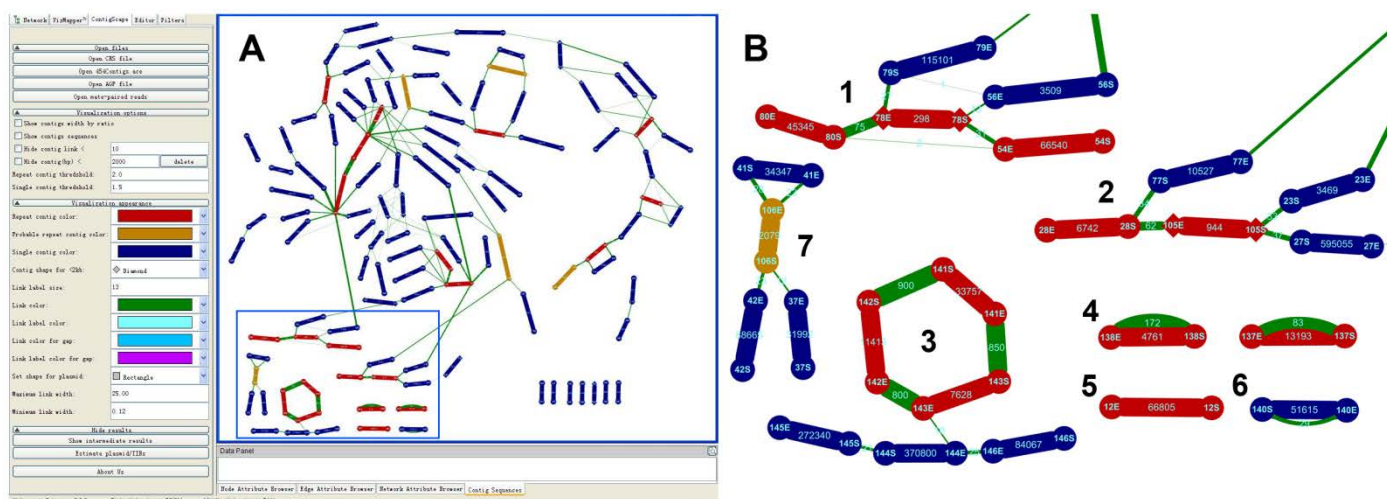 Network VizMapper™ ContigScape Editor Filters
Open files
Open CNS file
Open 454Contigs.ace
Open AGP file
Open mate-paired reads
Visualization options
Show contigs width by ratio
Show contigs sequences
Hide contig link < 10
Hide contig(bp) < 2000 delete
Repeat contig threshold: 2.0
Single contig threshold: 1.5
Visualization appearance
Repeat contig color:
Probable repeat contig color:
Single contig color:
Contig shape for <2kb: Diamond
Link label size: 13
Link color:
Link label color:
Link color for gap:
Link label color for gap:
Set shape for plasmid: Rectangle
Maximum link width: 25.00
Minimum link width: 0.12
Hide results
Show intermediate results
Estimate plasmid/TIRs
About Us
A
Data Panel
Node Attribute Browser Edge Attribute Browser Network Attribute Browser Contig Sequences
B
1
79E
115101
79S
56S
3509
56E
80E
45345
80S
75
78E
298
78S
54E
66540
54S
2
77E
10527
77S
23E
3469
23S
28E
6742
28S
62
105E
944
105S
27S
595055
27E
7
41S
34347
41E
106E
2079
106S
42E
42S
37E
37S
3
141S
900
33757
142S
141E
850
142E
143S
800
7628
143E
145E
272340
145S
144S
370800
144E
146E
84067
146S
4
172
138E
4761
138S
83
137E
13193
137S
5
12E
66805
12S
6
140S
51615
140E
29